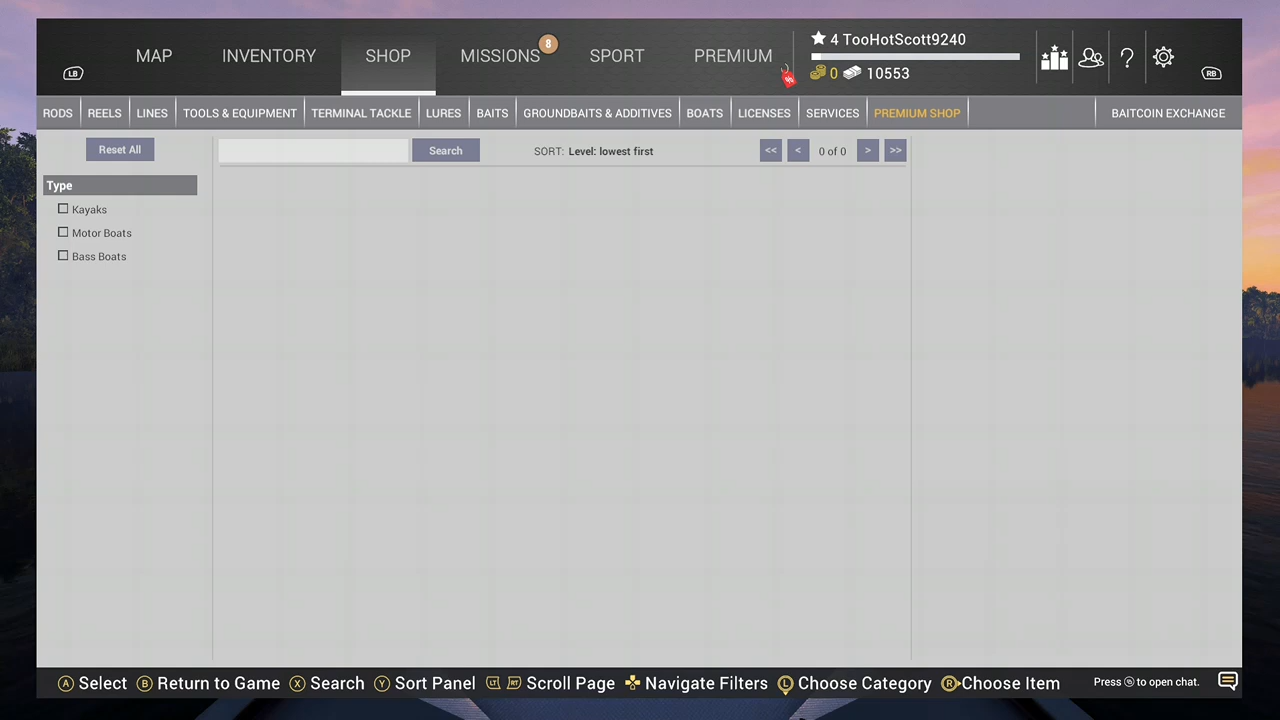 MAP INVENTORY SHOP MISSIONS 8 SPORT PREMIUM
4 TooHotScott9240
0 10553
LB
RB
RODS REELS LINES TOOLS & EQUIPMENT TERMINAL TACKLE LURES BAITS GROUNDBAITS & ADDITIVES BOATS LICENSES SERVICES PREMIUM SHOP BAITCOIN EXCHANGE
Reset All
Search SORT: Level: lowest first << < 0 of 0 > >>
Type
Kayaks
Motor Boats
Bass Boats
A Select B Return to Game X Search Y Sort Panel LT RT Scroll Page Navigate Filters L Choose Category R Choose Item Press to open chat.